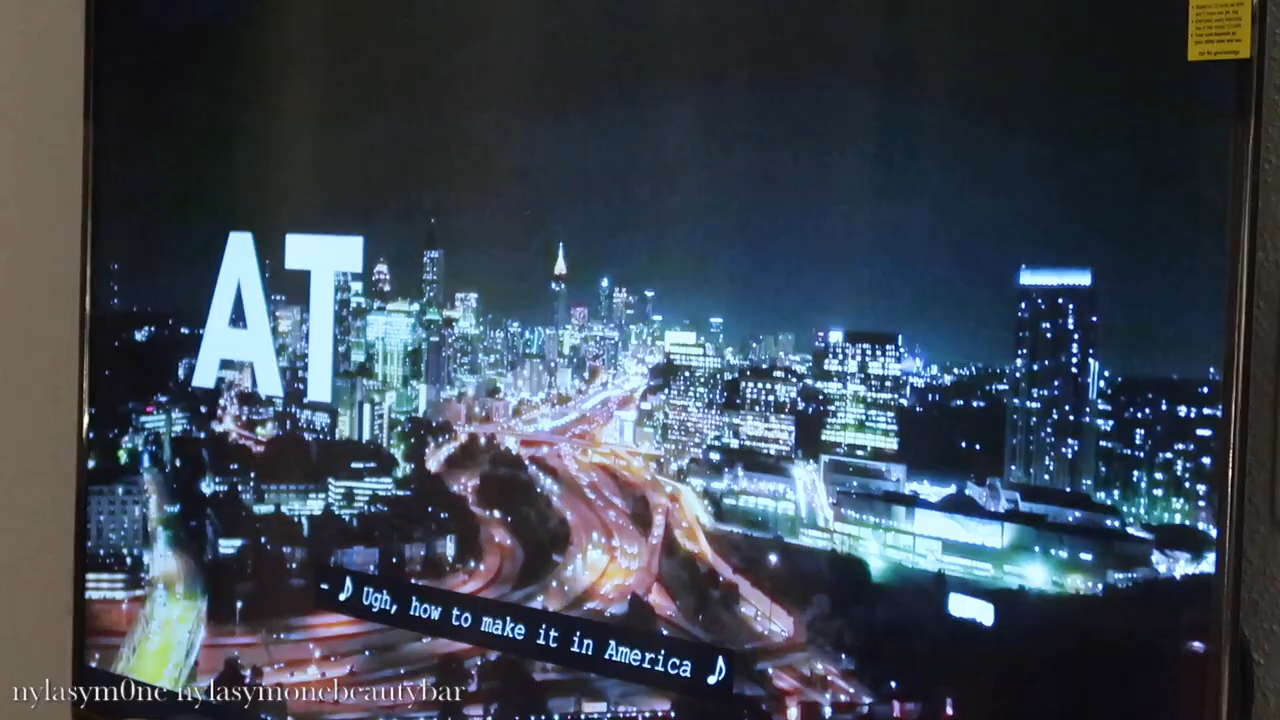 AT
- ♪ Ugh, how to make it in America ♪
nylasym0ne nylasymonebeautybar